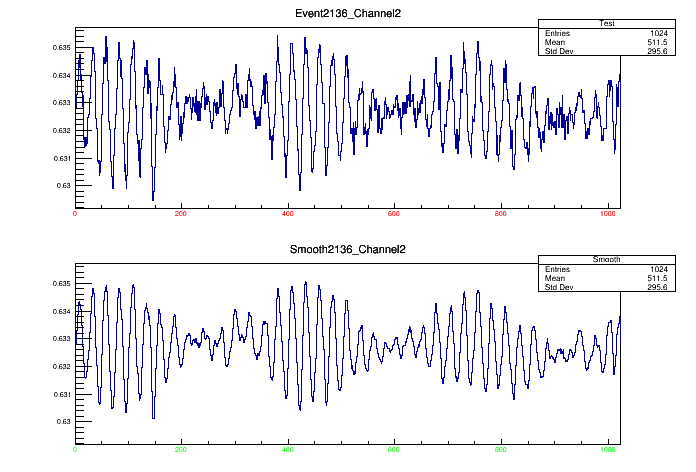 Event2136_Channel2
Test
Entries 1024
Mean 511.5
Std Dev 295.6
0.635
0.634
0.633
0.632
0.631
0.63
0 200 400 600 800 1000
Smooth2136_Channel2
Smooth
Entries 1024
Mean 511.5
Std Dev 295.6
0.635
0.634
0.633
0.632
0.631
0.63
0 200 400 600 800 1000